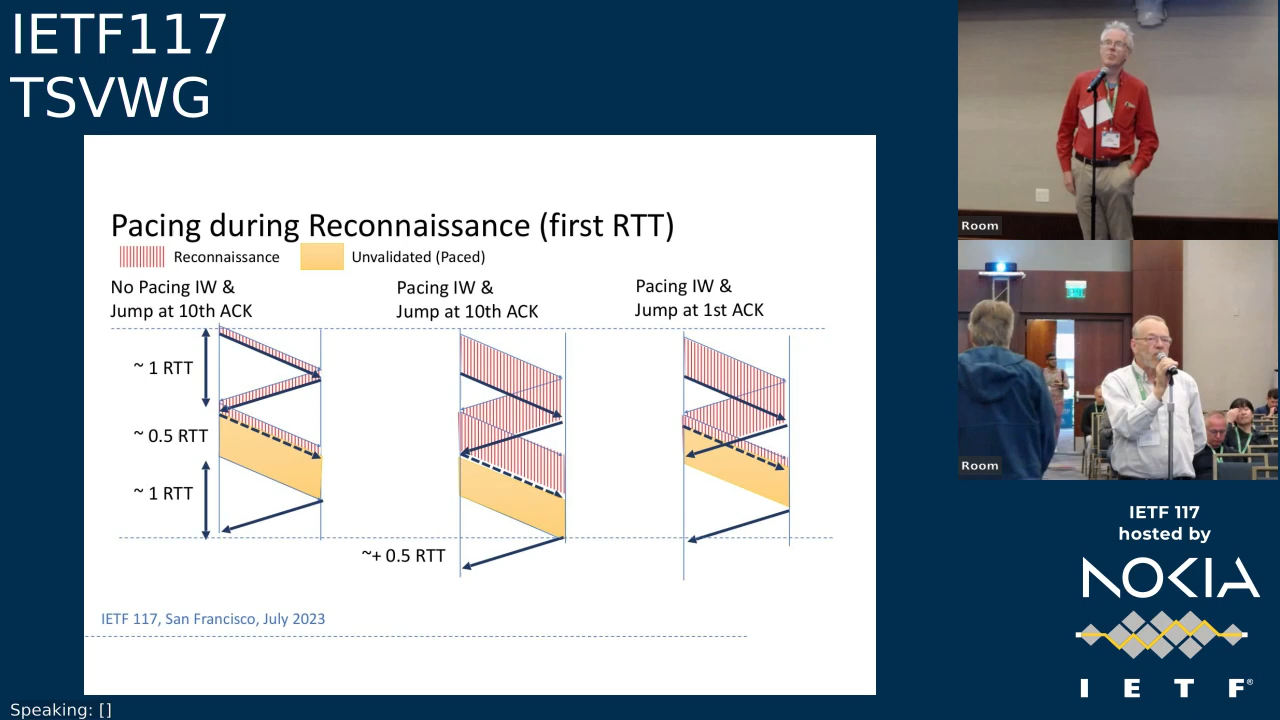 IETF117
TSVWG
Pacing during Reconnaissance (first RTT)
Reconnaissance
Unvalidated (Paced)
No Pacing IW &
Jump at 10th ACK
Pacing IW &
Jump at 10th ACK
Pacing IW &
Jump at 1st ACK
~ 1 RTT
~ 0.5 RTT
~ 1 RTT
~+ 0.5 RTT
IETF 117, San Francisco, July 2023
Room
Room
IETF 117
hosted by
NOKIA
I E T F®
Speaking: []